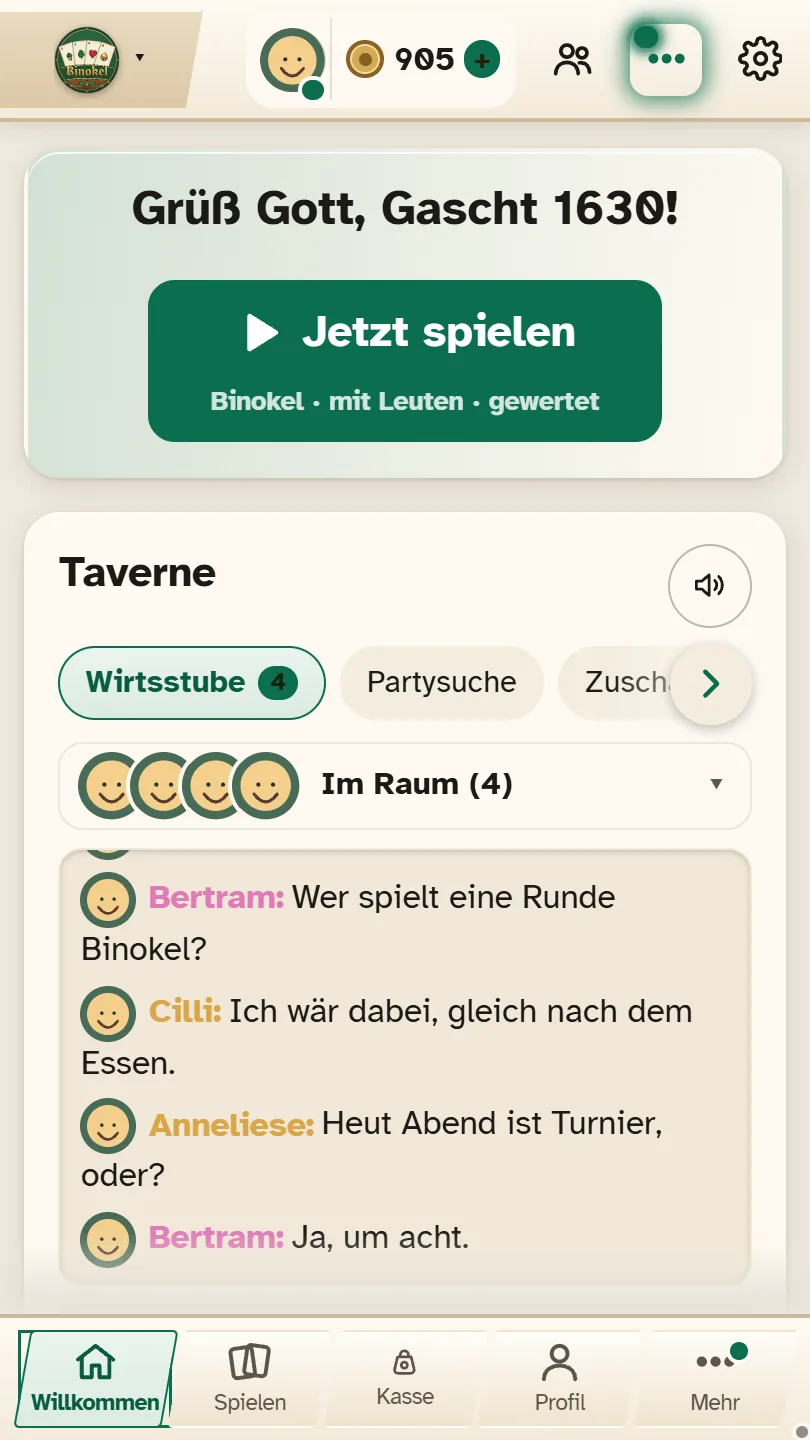 Binokel
905
+
Grüß Gott, Gascht 1630!
Jetzt spielen
Binokel · mit Leuten · gewertet
Taverne
Wirtsstube 4
Partysuche
Im Raum (4)
Bertram: Wer spielt eine Runde
Binokel?
Cilli: Ich wär dabei, gleich nach dem
Essen.
Anneliese: Heut Abend ist Turnier,
oder?
Bertram: Ja, um acht.
Willkommen
Spielen
Kasse
Profil
Mehr